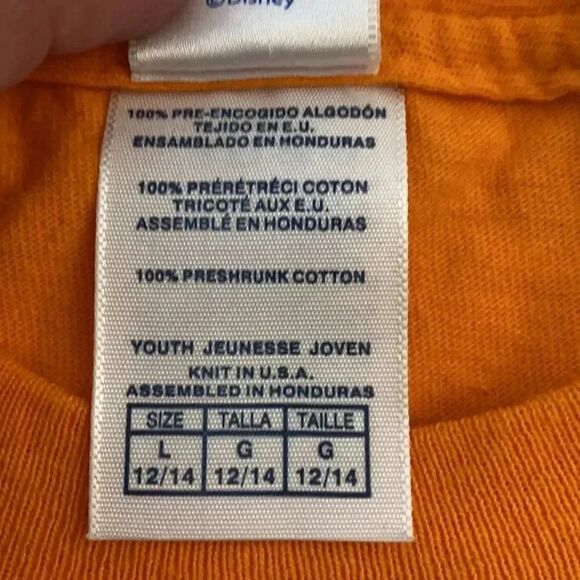 ©Disney
100% PRE-ENCOGIDO ALGODÓN
TEJIDO EN E.U.
ENSAMBLADO EN HONDURAS
100% PRÉRÉTRÉCI COTON
TRICOTÉ AUX E.U.
ASSEMBLÉ EN HONDURAS
100% PRESHRUNK COTTON
YOUTH JEUNESSE JOVEN
KNIT IN U.S.A.
ASSEMBLED IN HONDURAS
SIZE TALLA TAILLE
L G G
12/14 12/14 12/14